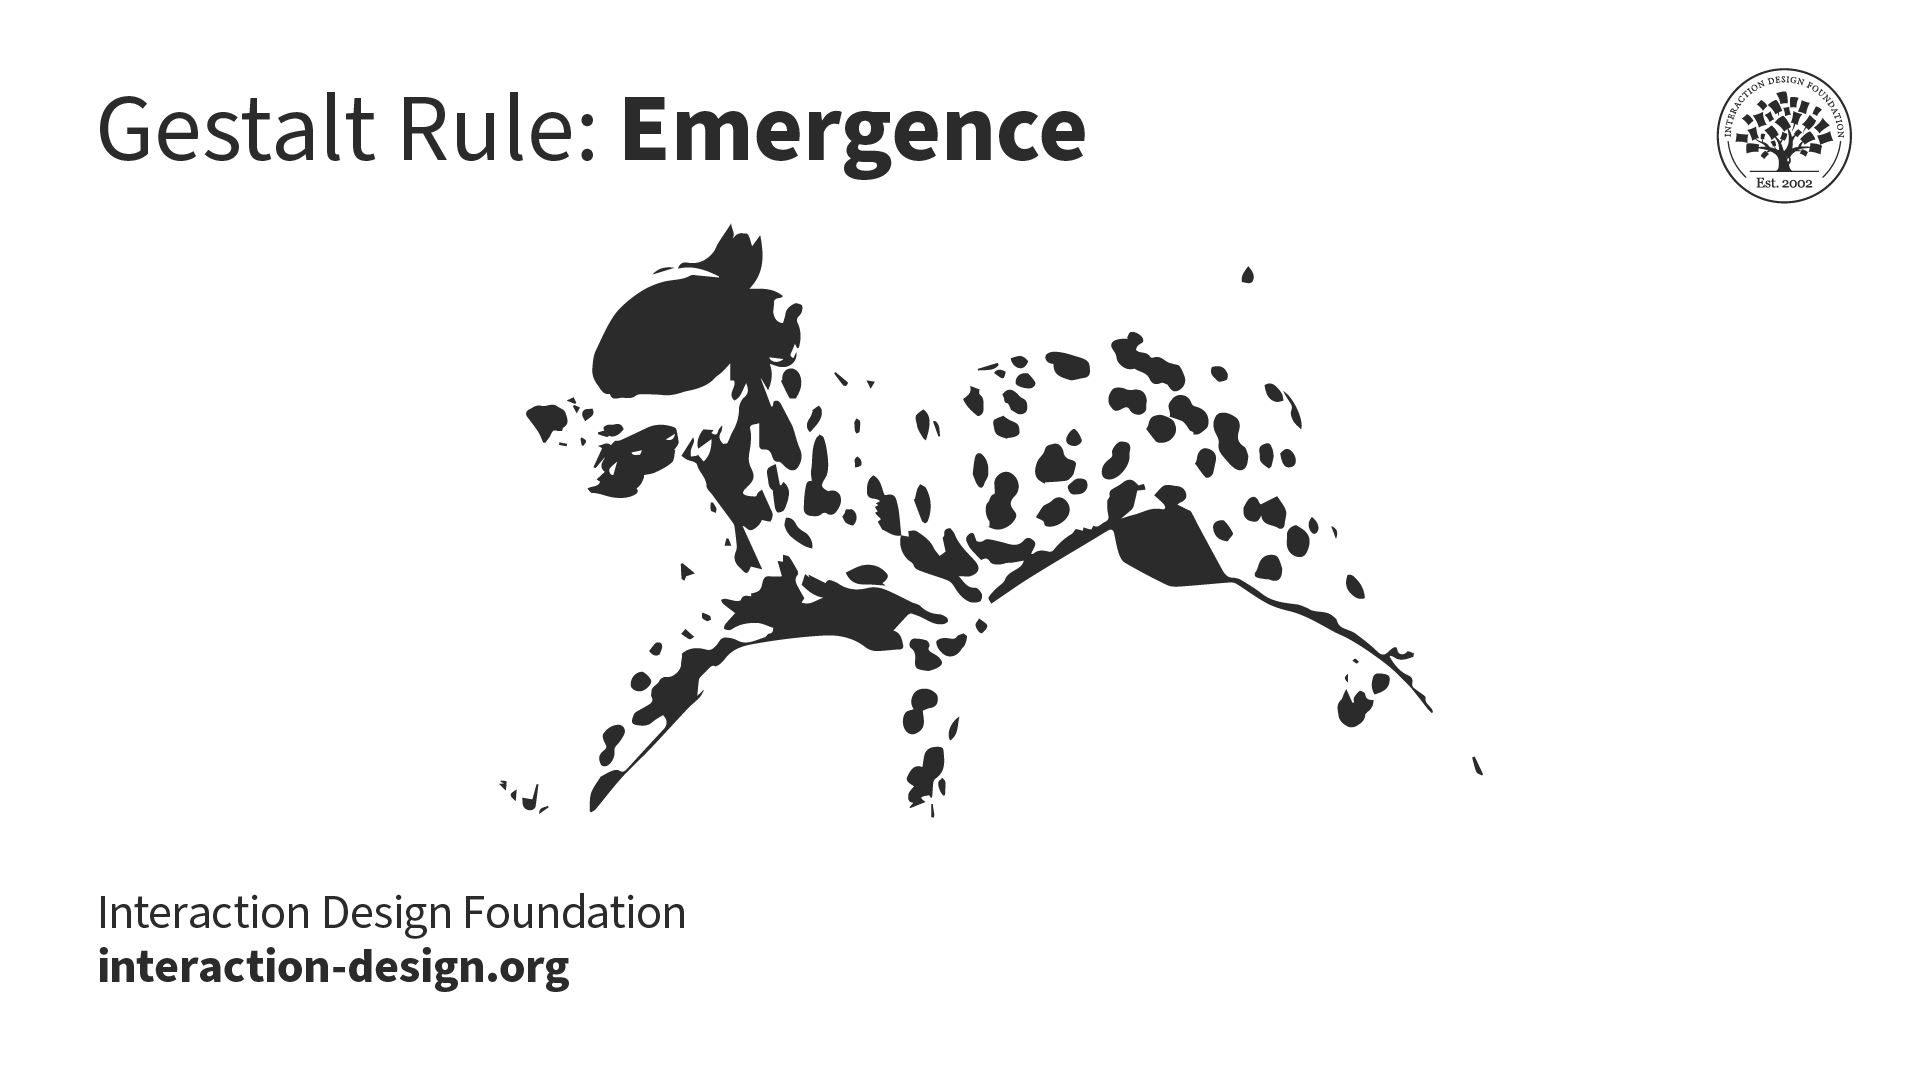 Gestalt Rule: Emergence
INTERACTION DESIGN FOUNDATION
Est. 2002
Interaction Design Foundation
interaction-design.org